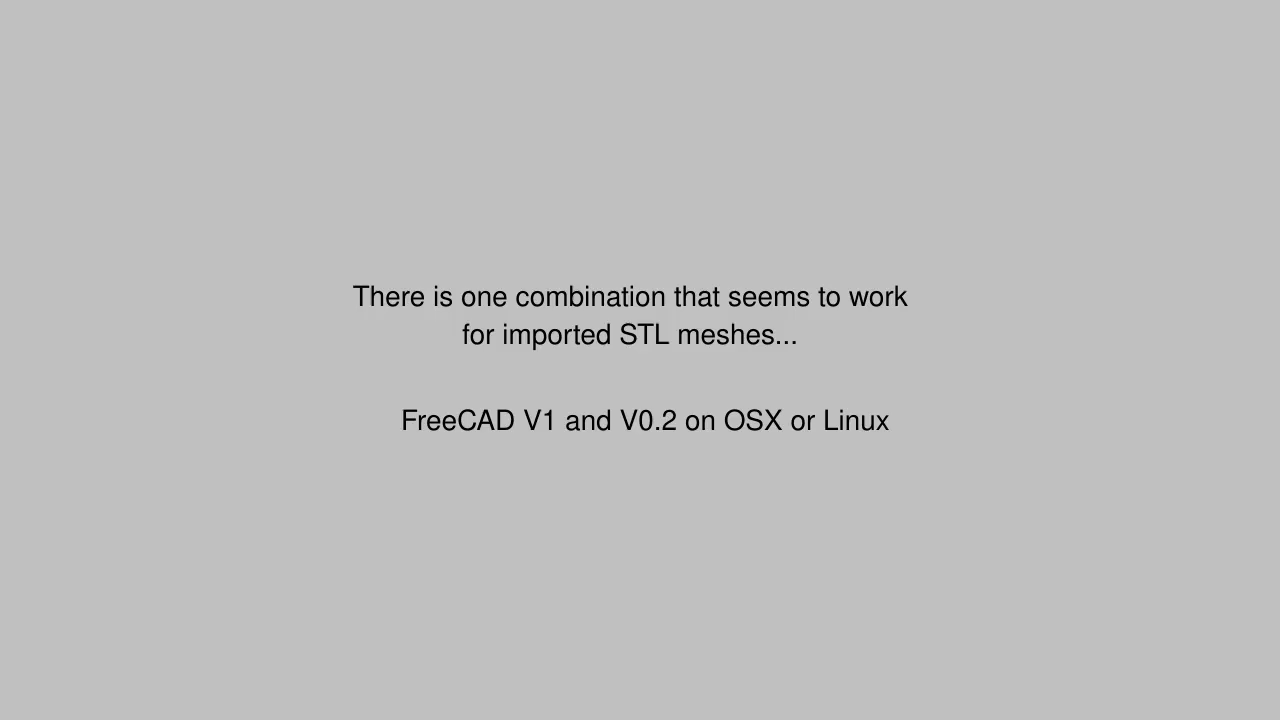 There is one combination that seems to work
for imported STL meshes...
FreeCAD V1 and V0.2 on OSX or Linux